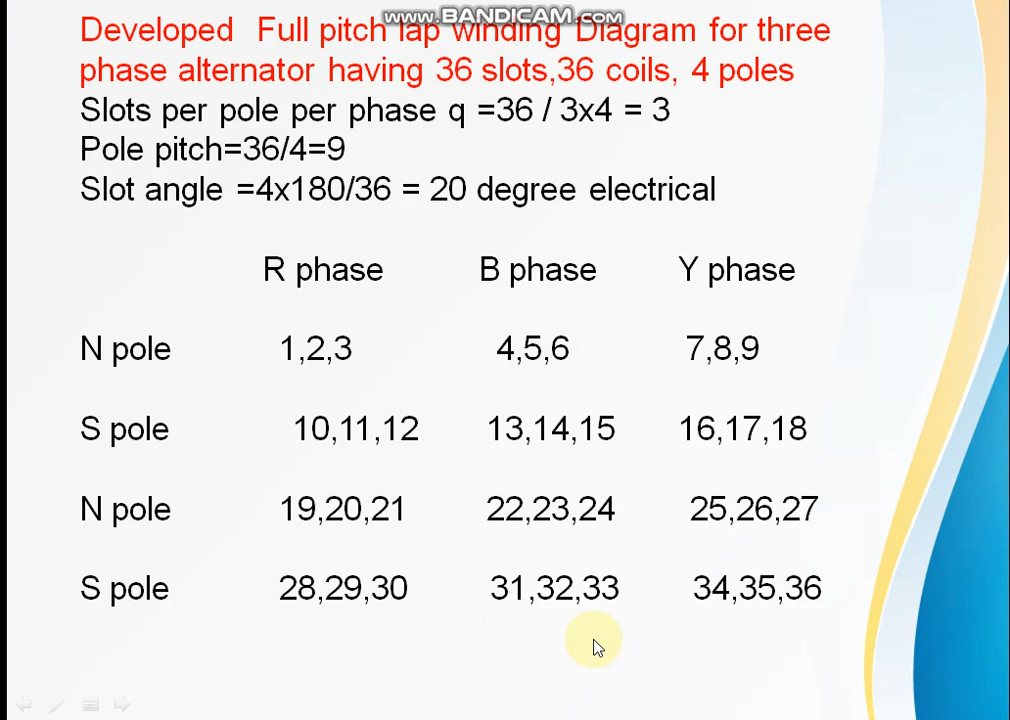 www.BANDICAM.com
Developed Full pitch lap winding Diagram for three
phase alternator having 36 slots,36 coils, 4 poles
Slots per pole per phase q =36 / 3x4 = 3
Pole pitch=36/4=9
Slot angle =4x180/36 = 20 degree electrical
R phase B phase Y phase
N pole 1,2,3 4,5,6 7,8,9
S pole 10,11,12 13,14,15 16,17,18
N pole 19,20,21 22,23,24 25,26,27
S pole 28,29,30 31,32,33 34,35,36